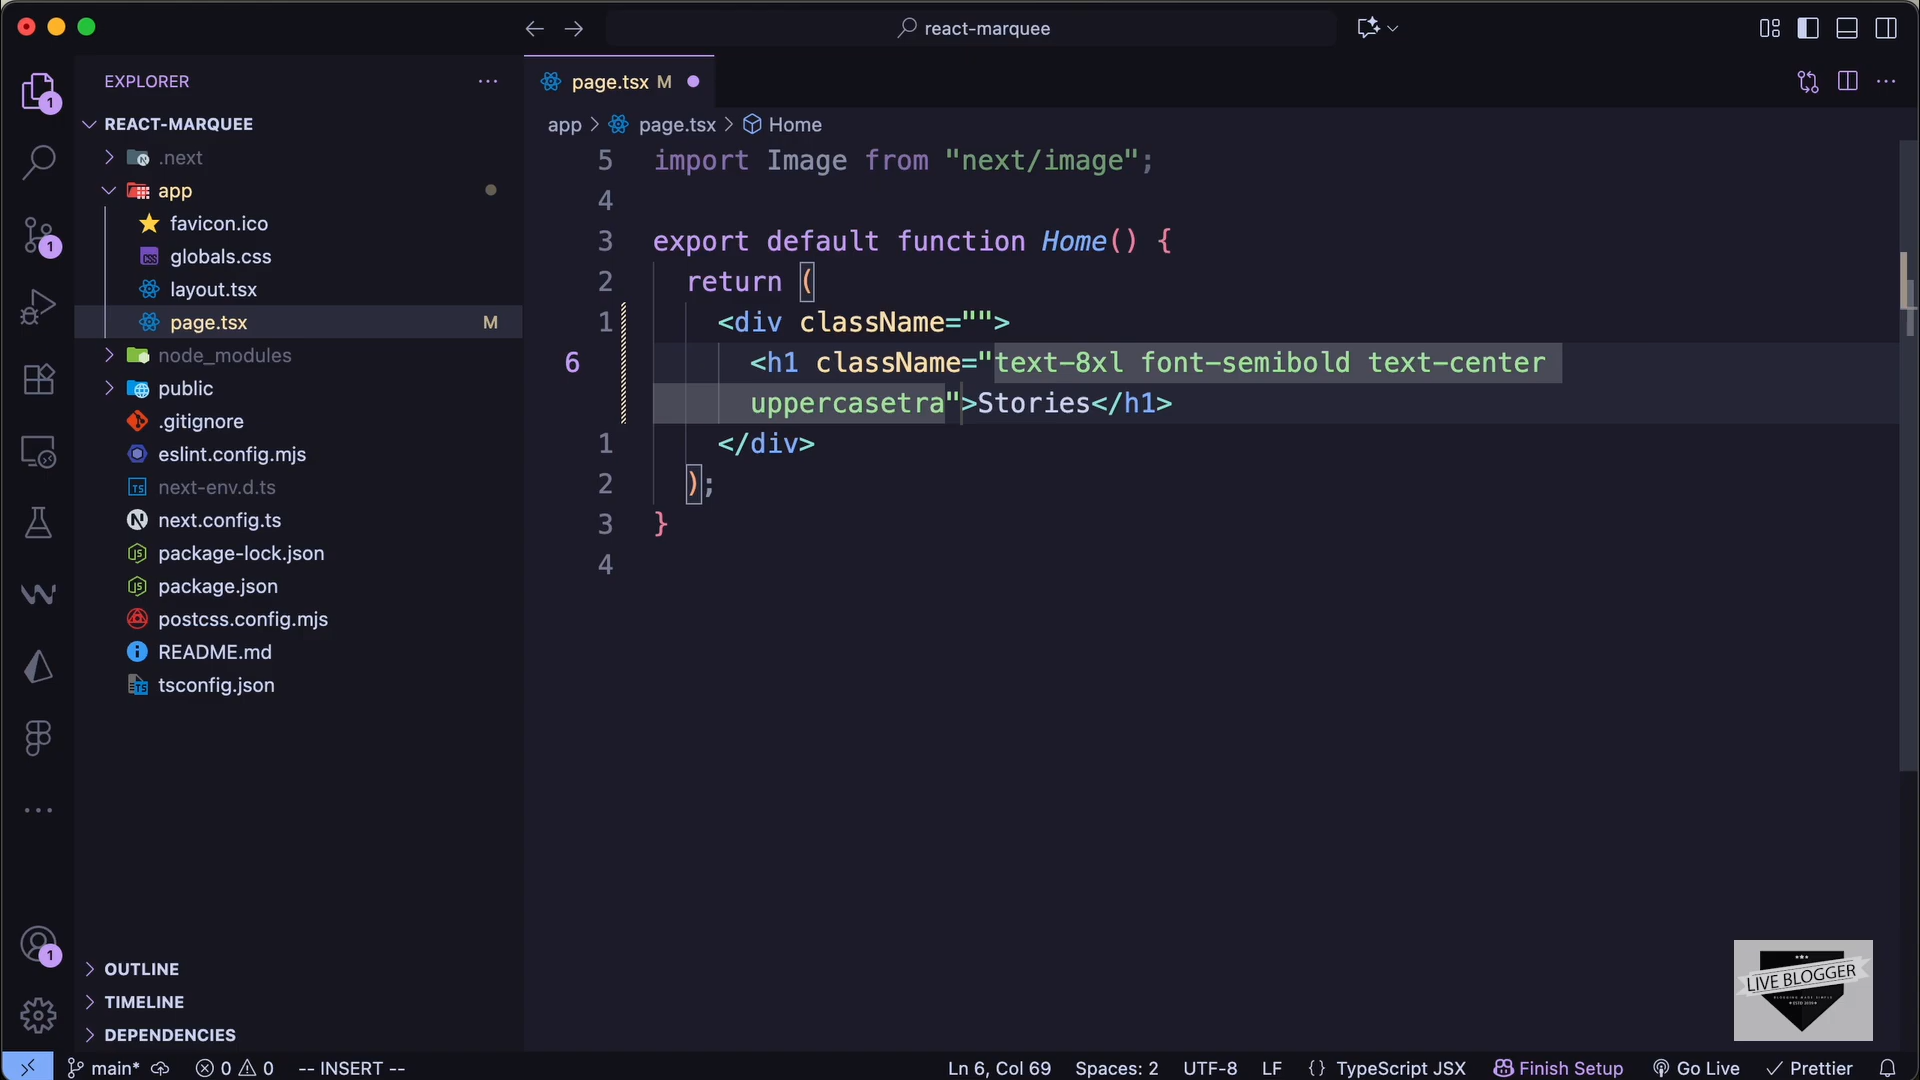 react-marquee
EXPLORER
REACT-MARQUEE
.next
app
favicon.ico
globals.css
layout.tsx
page.tsx M
node_modules
public
.gitignore
eslint.config.mjs
next-env.d.ts
next.config.ts
package-lock.json
package.json
postcss.config.mjs
README.md
tsconfig.json
OUTLINE
TIMELINE
DEPENDENCIES
1
1
1
page.tsx M
app > page.tsx > Home
5 import Image from "next/image";
4
3 export default function Home() {
2 return (
1 <div className="">
6 <h1 className="text-8xl font-semibold text-center
uppercasetra">Stories</h1>
1 </div>
2 );
3 }
4
LIVE BLOGGER
main* 0 0 -- INSERT -- Ln 6, Col 69 Spaces: 2 UTF-8 LF {} TypeScript JSX Finish Setup Go Live Prettier